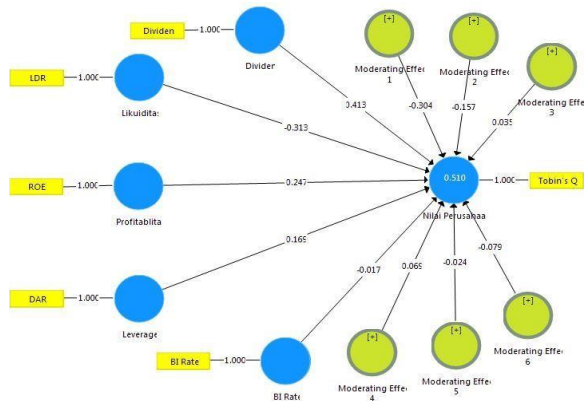 Dividen
1.000
Dividen
[+]
Moderating Effec
1
[+]
Moderating Effec
2
[+]
Moderating Effec
3
LDR
1.000
Likuiditas
0.413
-0.304
-0.157
0.035
-0.313
ROE
1.000
Profitablita
0.247
0.510
Nilai Perusahaa
1.000
Tobin's Q
0.169
-0.017
0.069
-0.024
-0.079
DAR
1.000
Leverage
BI Rate
1.000
BI Rate
[+]
Moderating Effec
4
[+]
Moderating Effec
5
[+]
Moderating Effec
6